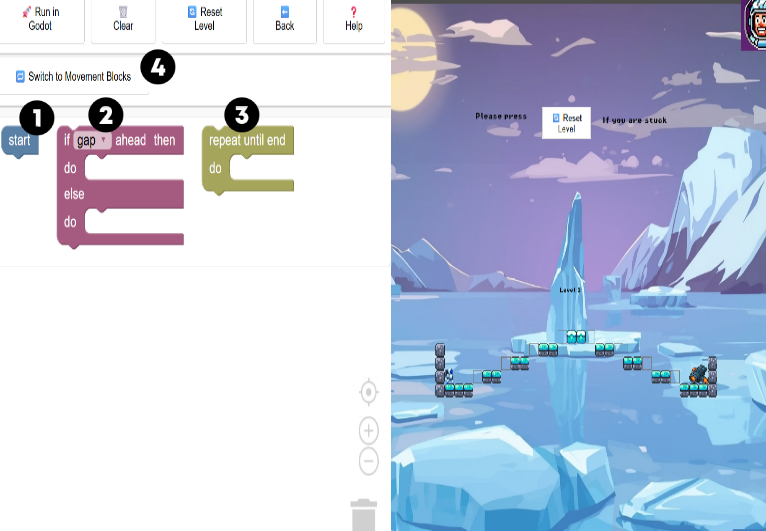 Run in
Godot
Clear
Reset
Level
Back
Help
Switch to Movement Blocks
4
1
2
3
start
if gap ahead then
do
else
do
repeat until end
do
Please press
Reset
Level
If you are stuck
Level 3